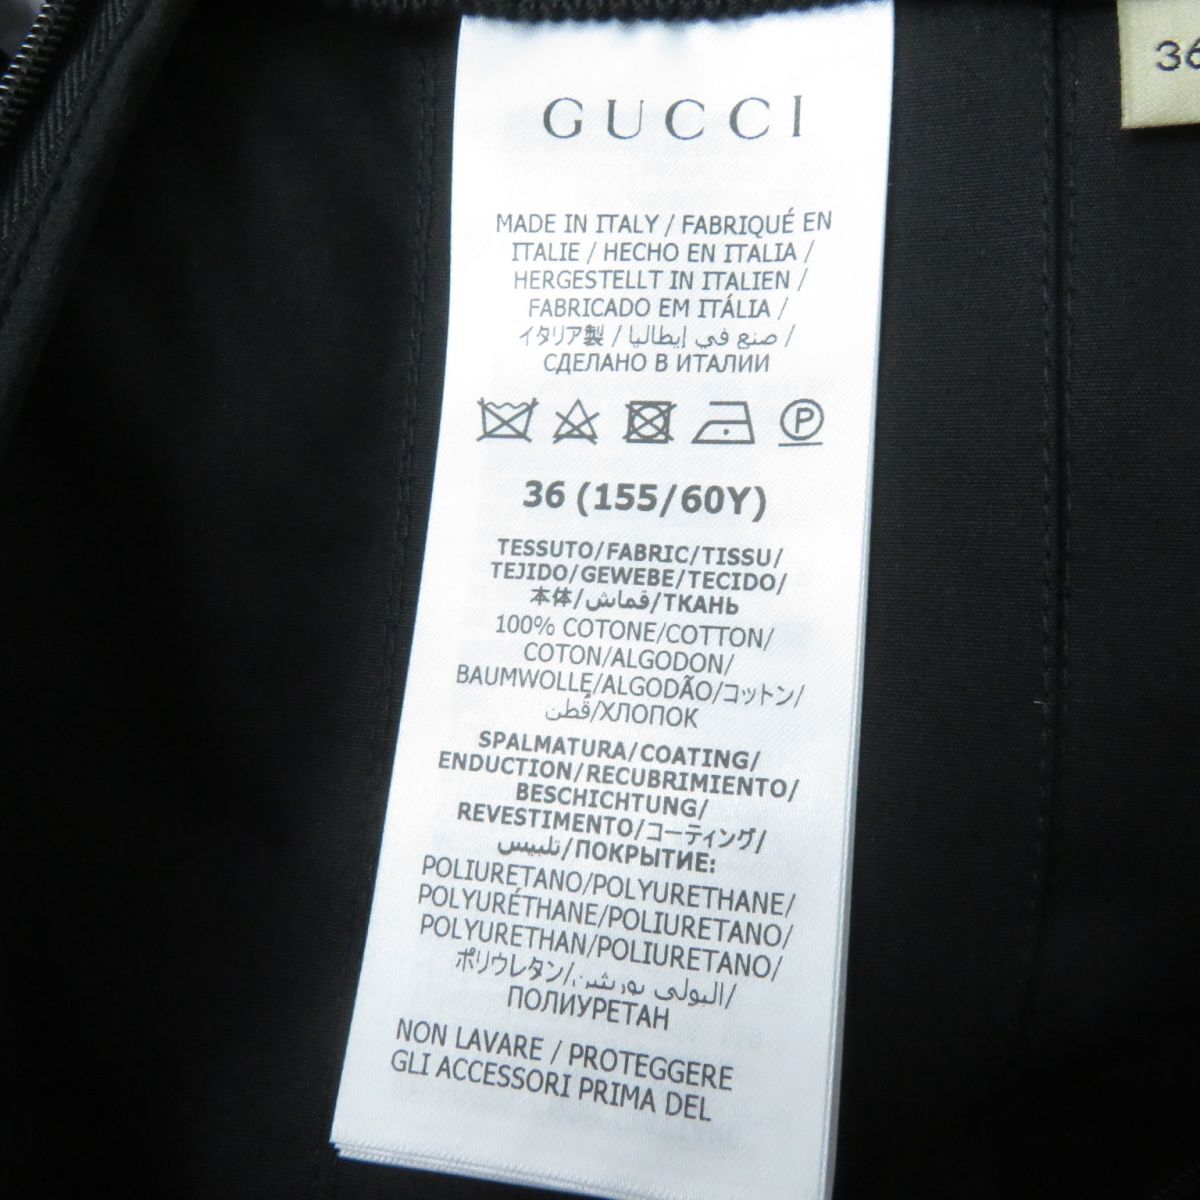 GUCCI
36
MADE IN ITALY / FABRIQUÉ EN
ITALIE / HECHO EN ITALIA /
HERGESTELLT IN ITALIEN /
FABRICADO EM ITÁLIA /
イタリア製 / صنع في إيطاليا /
СДЕЛАНО В ИТАЛИИ
P
36 (155/60Y)
TESSUTO/FABRIC/TISSU/
TEJIDO/GEWEBE/TECIDO/
本体/قماش/ТКАНЬ
100% COTONE/COTTON/
COTON/ALGODON/
BAUMWOLLE/ALGODÃO/コットン/
قطن/ХЛОПОК
SPALMATURA/COATING/
ENDUCTION/RECUBRIMIENTO/
BESCHICHTUNG/
REVESTIMENTO/コーティング/
تلبيس/ПОКРЫТИЕ:
POLIURETANO/POLYURETHANE/
POLYURÉTHANE/POLIURETANO/
POLYURETHAN/POLIURETANO/
ポリウレタン/البولي يورشين/
ПОЛИУРЕТАН
NON LAVARE / PROTEGGERE
GLI ACCESSORI PRIMA DEL